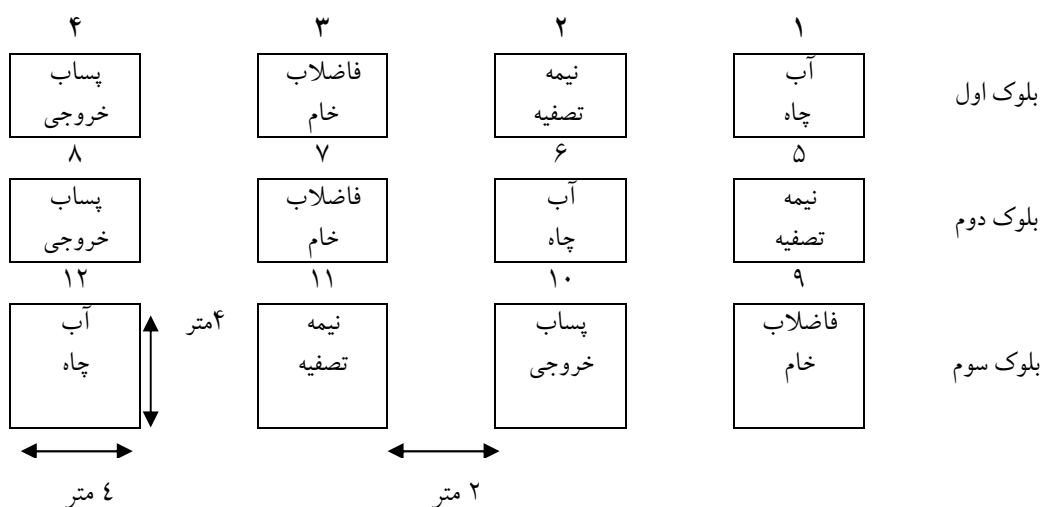 ۱ ۲ ۳ ۴
بلوک اول
آب
چاه
نیمه
تصفیه
فاضلاب
خام
پساب
خروجی
۵ ۶ ۷ ۸
بلوک دوم
نیمه
تصفیه
آب
چاه
فاضلاب
خام
پساب
خروجی
۹ ۱۰ ۱۱ ۱۲
بلوک سوم
فاضلاب
خام
پساب
خروجی
نیمه
تصفیه
آب
چاه
۴متر
۲ متر
٤ متر